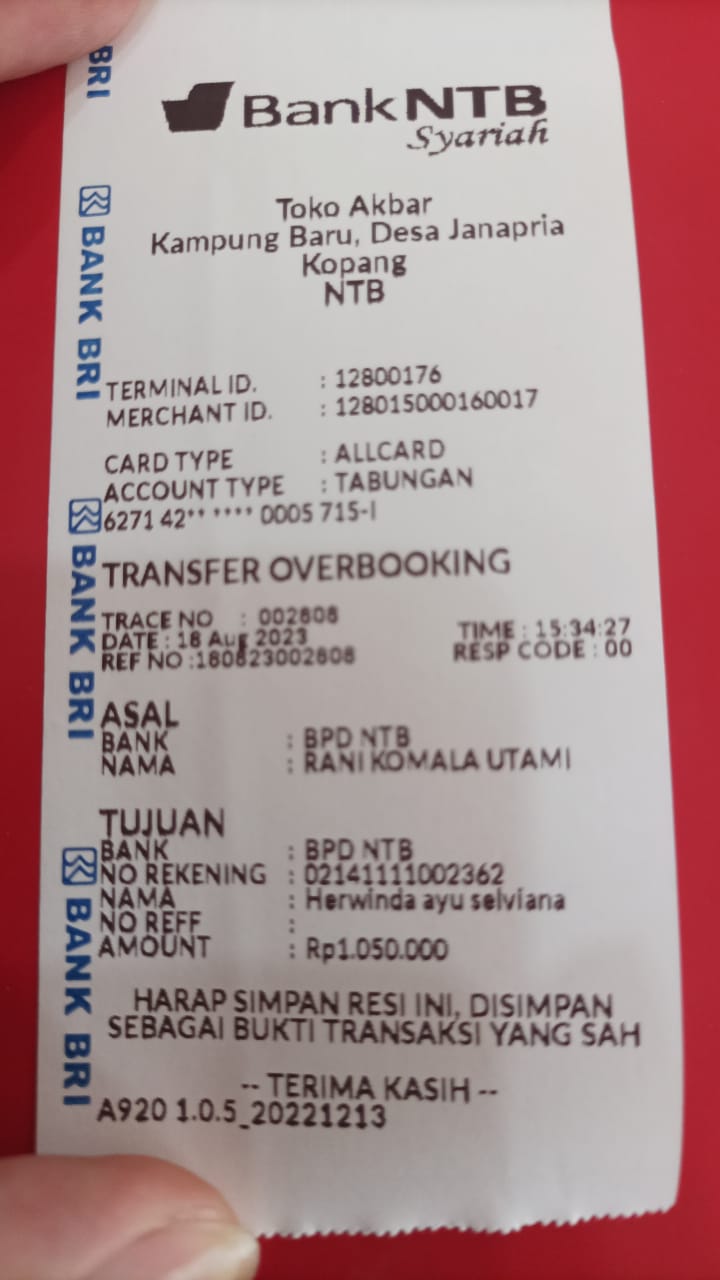 BRI
BANK BRI
BANK BRI
BANK BRI
Bank NTB
Syariah
Toko Akbar
Kampung Baru, Desa Janapria
Kopang
NTB
TERMINAL ID. : 12800176
MERCHANT ID. : 128015000160017
CARD TYPE : ALLCARD
ACCOUNT TYPE : TABUNGAN
6271 42** **** 0005 715-I
TRANSFER OVERBOOKING
TRACE NO : 002808
DATE : 18 Aug 2023 TIME : 15:34:27
REF NO :180823002808 RESP CODE : 00
ASAL
BANK : BPD NTB
NAMA : RANI KOMALA UTAMI
TUJUAN
BANK : BPD NTB
NO REKENING : 02141111002362
NAMA : Herwinda ayu selviana
NO REFF :
AMOUNT : Rp1.050.000
HARAP SIMPAN RESI INI, DISIMPAN
SEBAGAI BUKTI TRANSAKSI YANG SAH
-- TERIMA KASIH --
A920 1.0.5_20221213